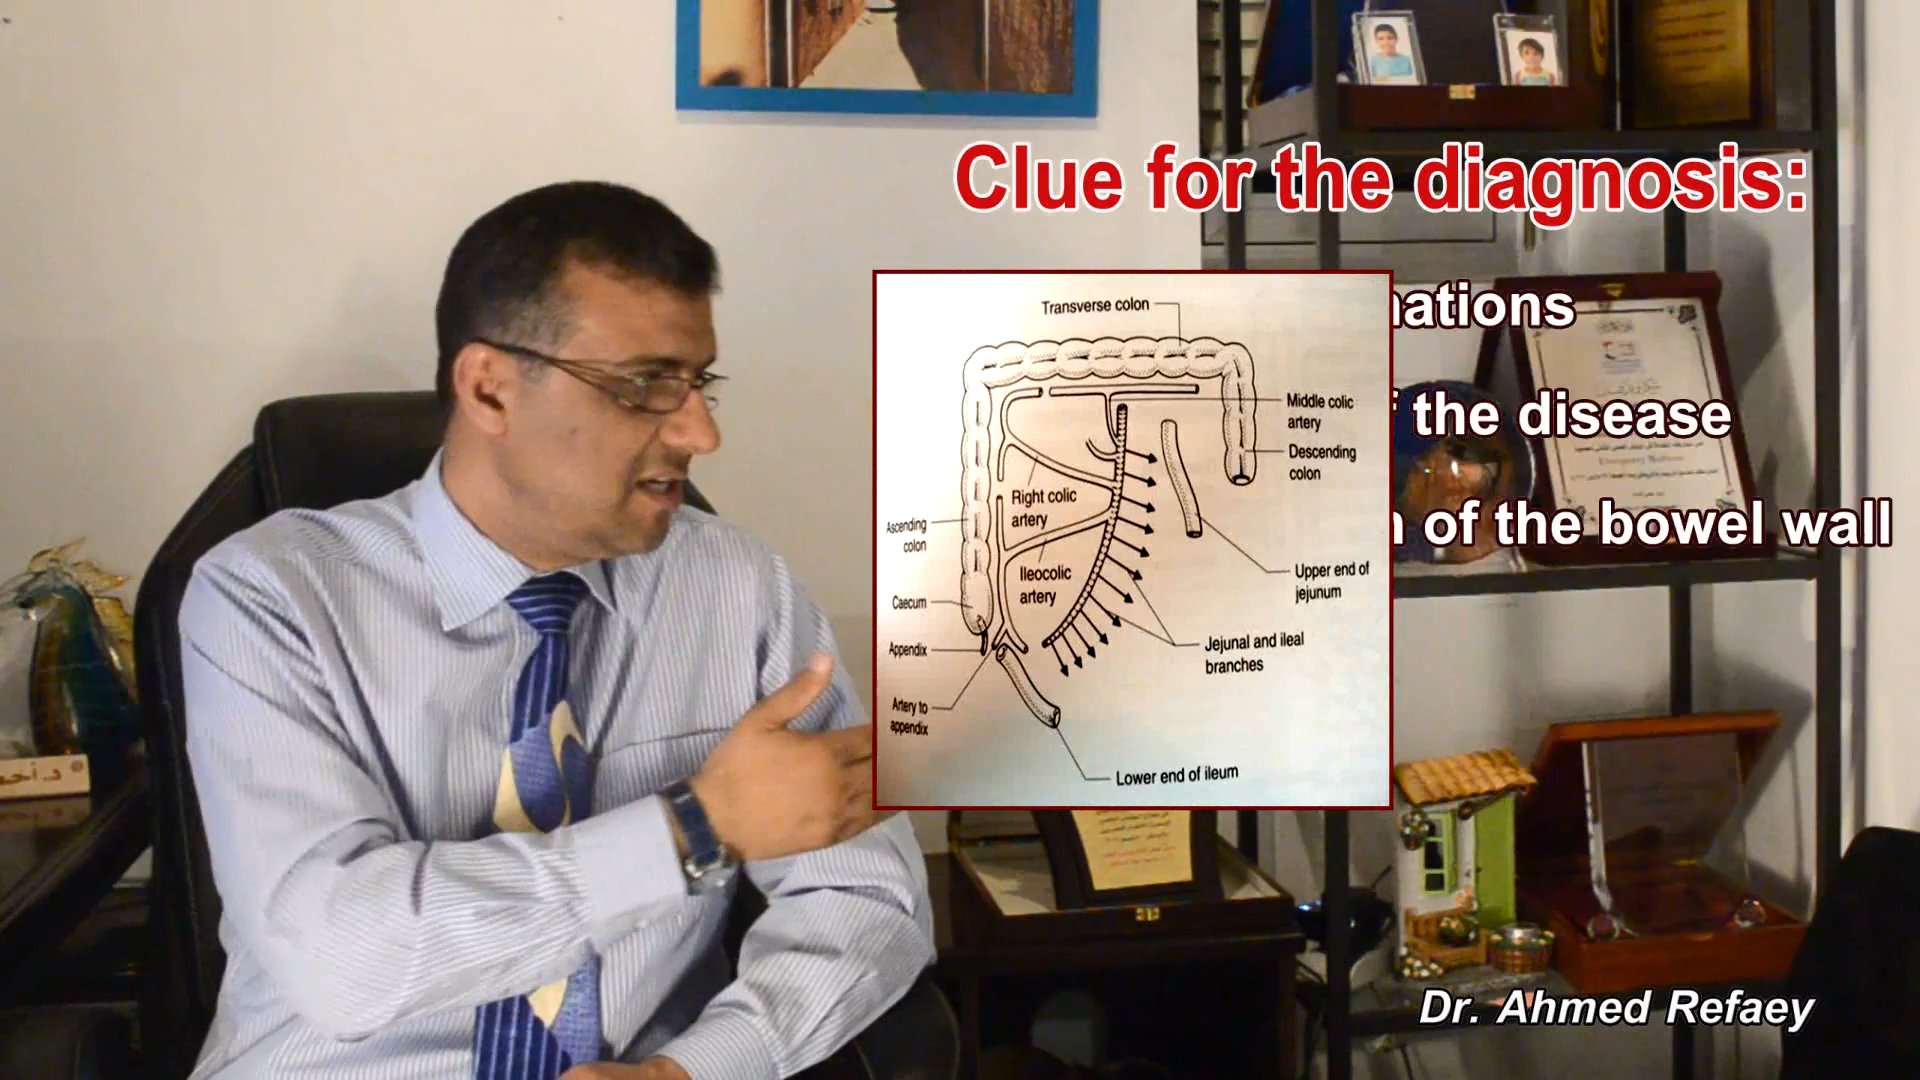 Clue for the diagnosis:
nations
the disease
of the bowel wall
Transverse colon
Middle colic
artery
Descending
colon
Right colic
artery
Ascending
colon
Ileocolic
artery
Upper end of
jejunum
Caecum
Jejunal and ileal
branches
Appendix
Artery to
appendix
Lower end of ileum
Dr. Ahmed Refaey